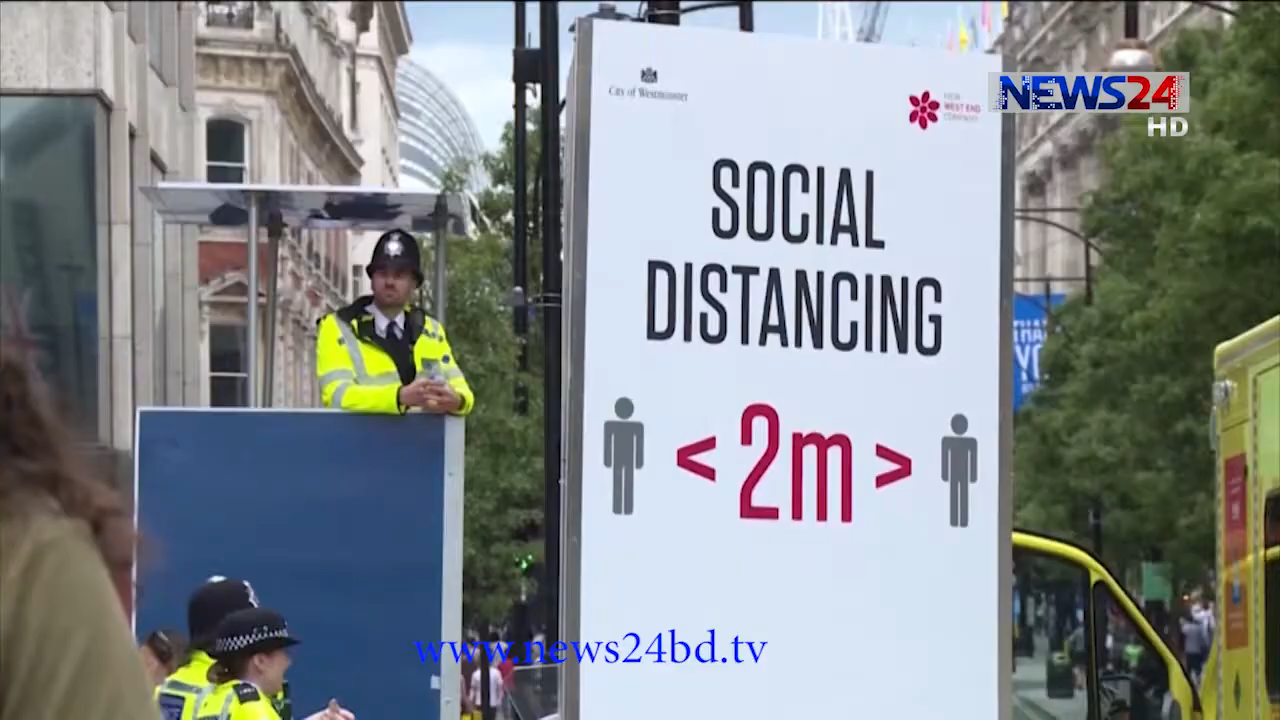 City of Westminster
NEW
WEST END
COMPANY
NEWS24
HD
SOCIAL
DISTANCING
< 2m >
www.news24bd.tv